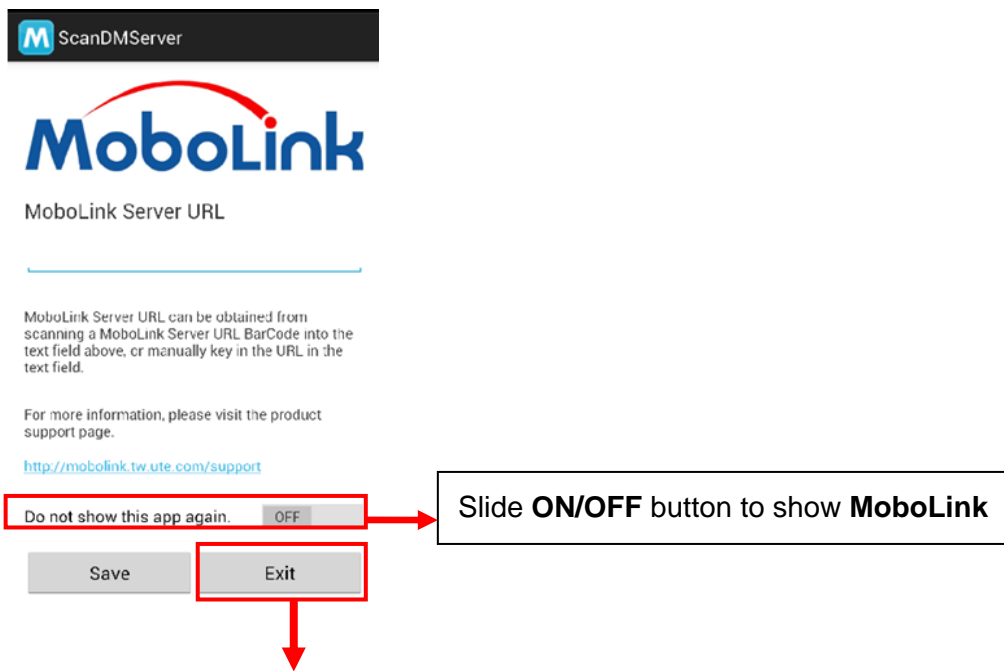 M ScanDMServer
MoboLink
MoboLink Server URL
MoboLink Server URL can be obtained from
scanning a MoboLink Server URL BarCode into the
text field above, or manually key in the URL in the
text field.
For more information, please visit the product
support page.
http://mobolink.tw.ute.com/support
Do not show this app again. OFF
Slide ON/OFF button to show MoboLink
Save Exit